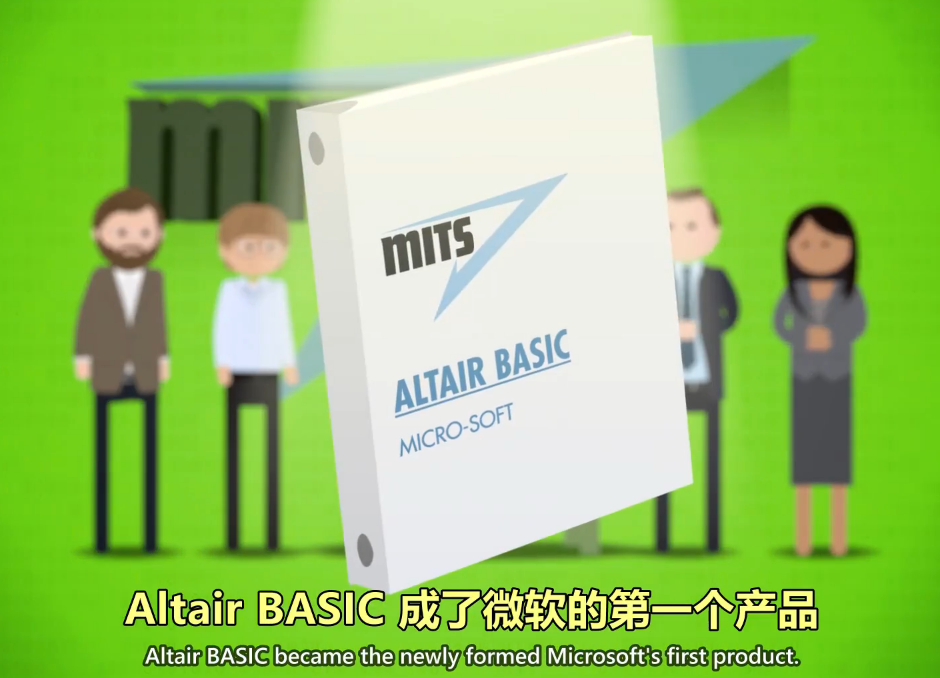 m
MITS
ALTAIR BASIC
MICRO-SOFT
Altair BASIC 成了微软的第一个产品
Altair BASIC became the newly formed Microsoft's first product.